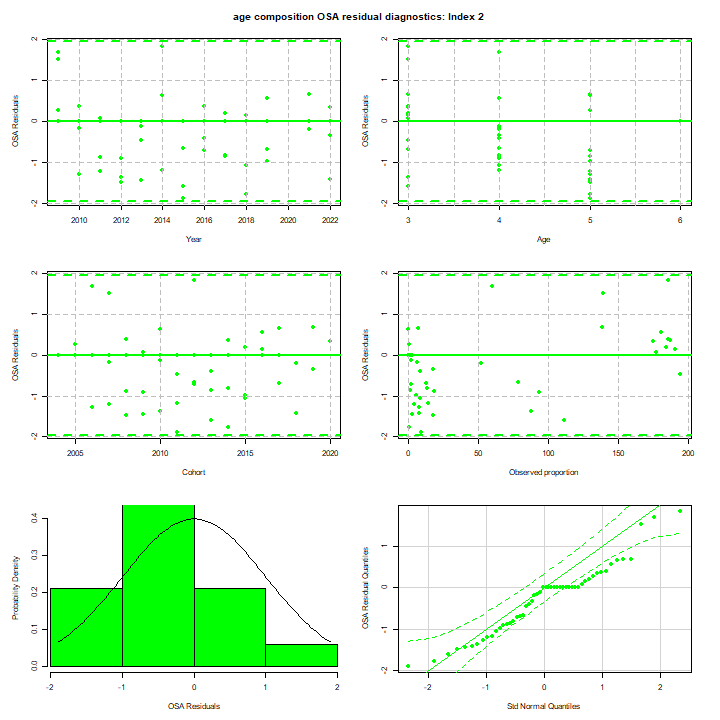 age composition OSA residual diagnostics: Index 2
OSA Residuals
2
1
0
-1
-2
2010 2012 2014 2016 2018 2020 2022
Year
OSA Residuals
2
1
0
-1
-2
3 4 5 6
Age
OSA Residuals
2
1
0
-1
-2
2005 2010 2015 2020
Cohort
OSA Residuals
2
1
0
-1
-2
0 50 100 150 200
Observed proportion
Probability Density
0.4
0.3
0.2
0.1
0.0
-2 -1 0 1 2
OSA Residuals
OSA Residual Quantiles
1
0
-1
-2
-2 -1 0 1 2
Std Normal Quantiles